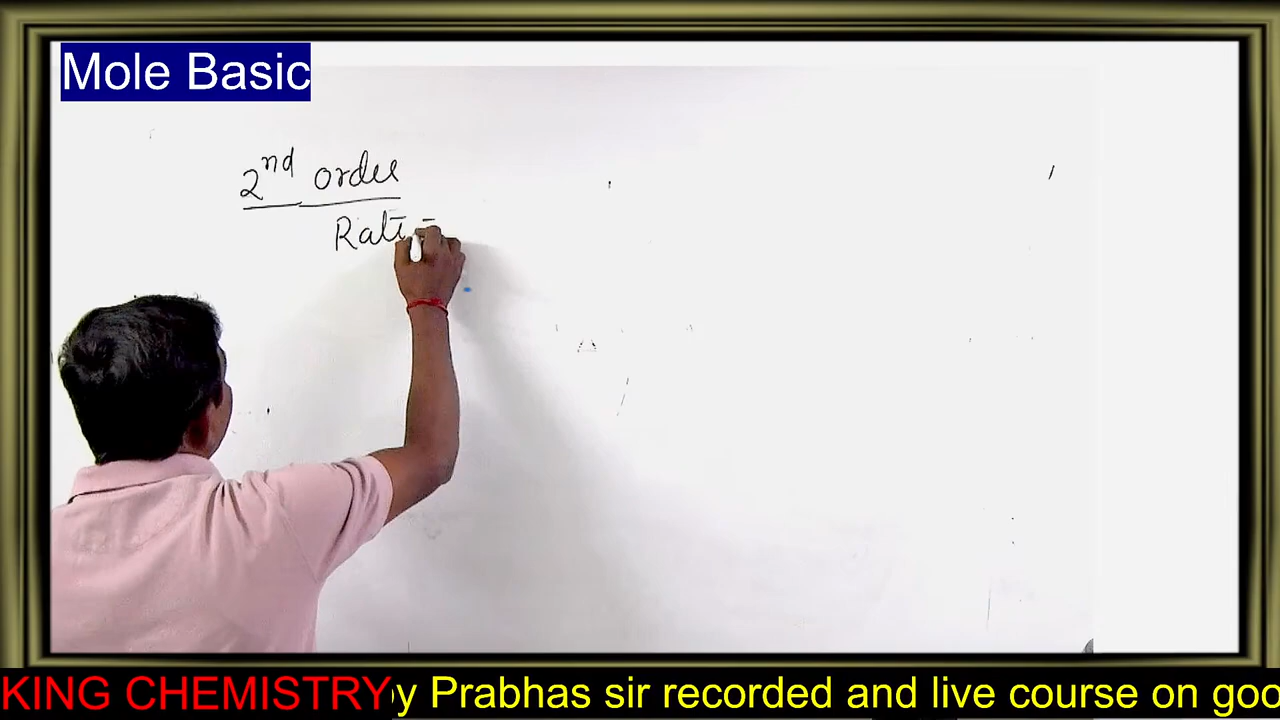 Mole Basic
2nd order
Rate =
KING CHEMISTRY
y Prabhas sir recorded and live course on goo